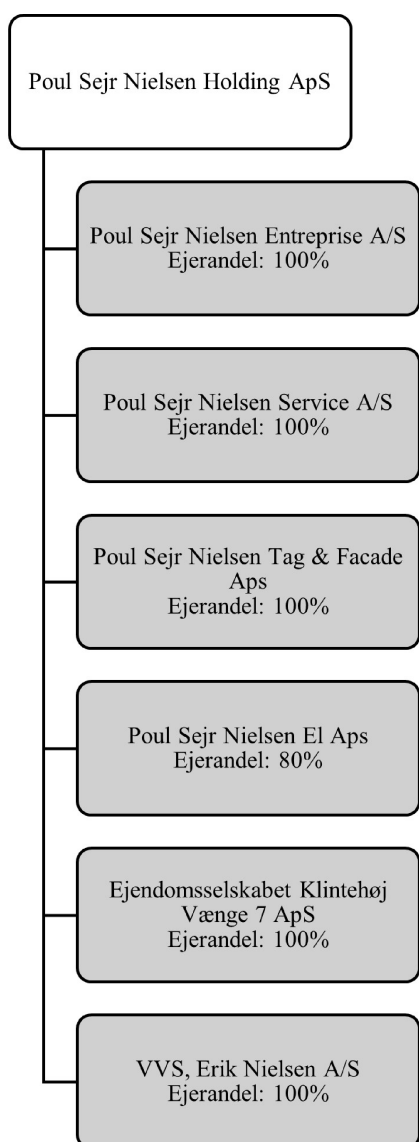 Poul Sejr Nielsen Holding ApS
Poul Sejr Nielsen Entreprise A/S
Ejerandel: 100%
Poul Sejr Nielsen Service A/S
Ejerandel: 100%
Poul Sejr Nielsen Tag & Facade
Aps
Ejerandel: 100%
Poul Sejr Nielsen El Aps
Ejerandel: 80%
Ejendomsselskabet Klintehøj
Vænge 7 ApS
Ejerandel: 100%
VVS, Erik Nielsen A/S
Ejerandel: 100%